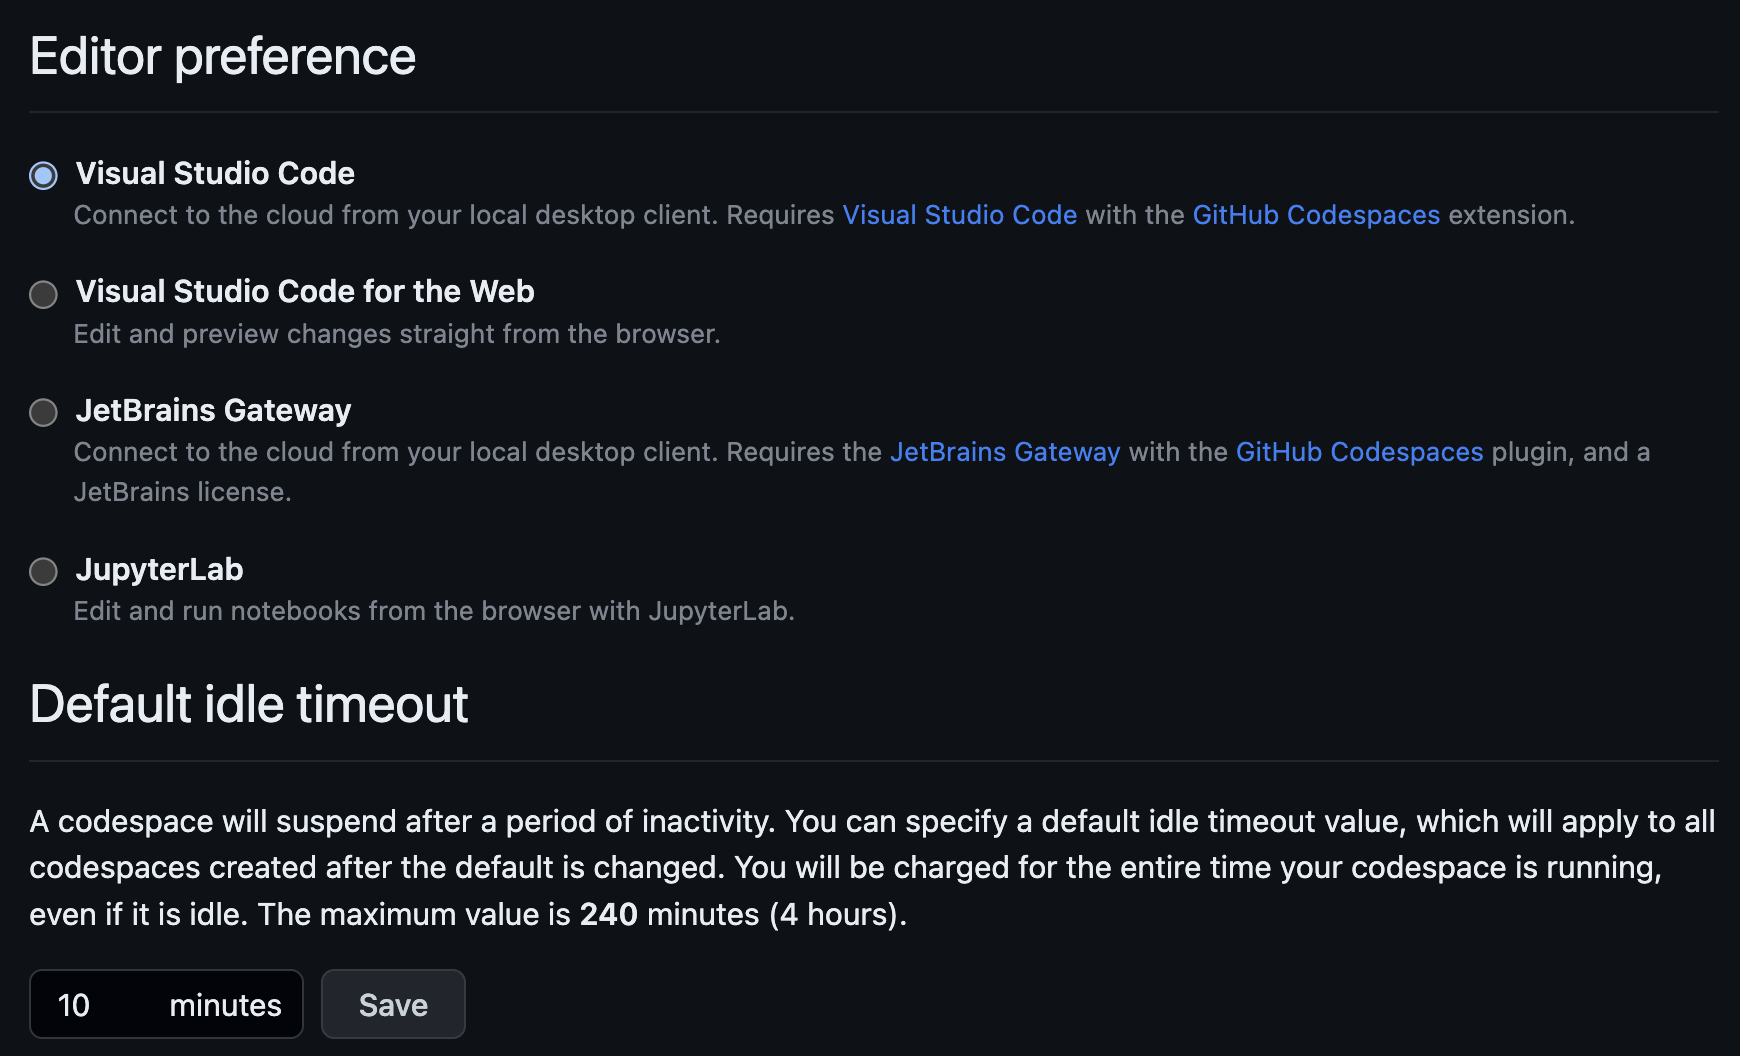 Editor preference
Visual Studio Code
Connect to the cloud from your local desktop client. Requires Visual Studio Code with the GitHub Codespaces extension.
Visual Studio Code for the Web
Edit and preview changes straight from the browser.
JetBrains Gateway
Connect to the cloud from your local desktop client. Requires the JetBrains Gateway with the GitHub Codespaces plugin, and a
JetBrains license.
JupyterLab
Edit and run notebooks from the browser with JupyterLab.
Default idle timeout
A codespace will suspend after a period of inactivity. You can specify a default idle timeout value, which will apply to all
codespaces created after the default is changed. You will be charged for the entire time your codespace is running,
even if it is idle. The maximum value is 240 minutes (4 hours).
10 minutes Save